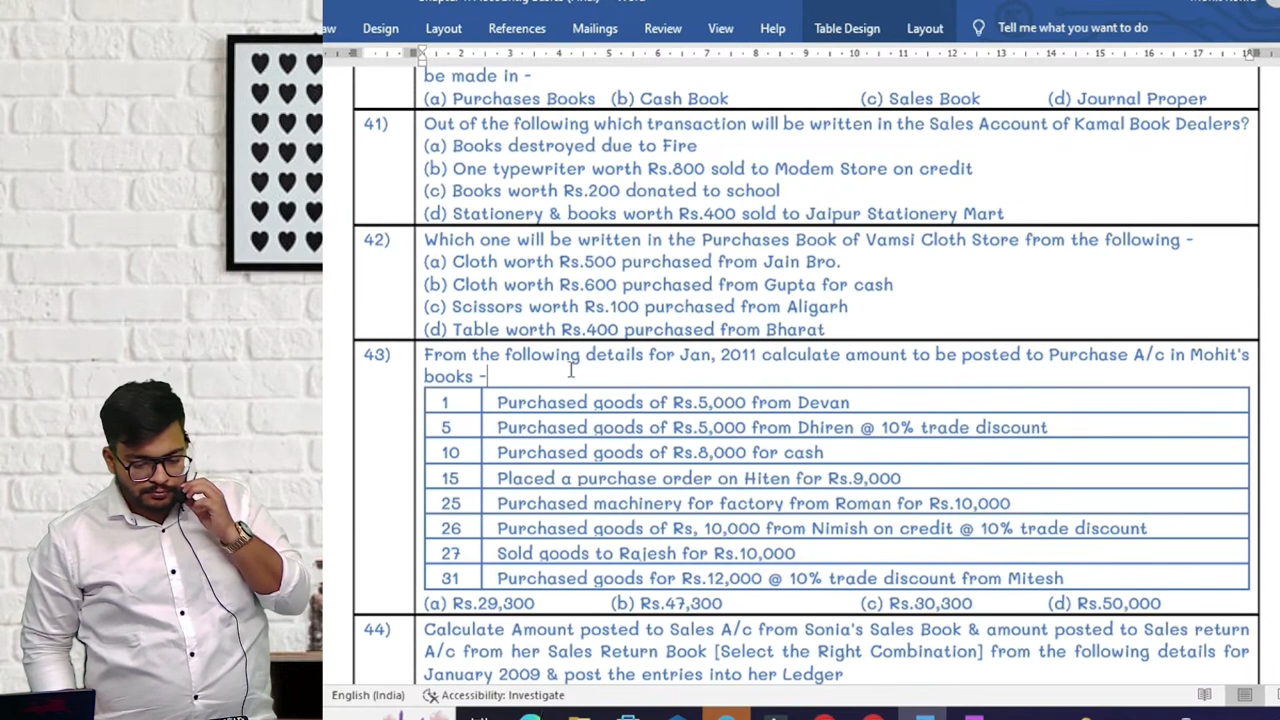 Design Layout References Mailings Review View Help Table Design Layout Tell me what you want to do
be made in -
(a) Purchases Books (b) Cash Book (c) Sales Book (d) Journal Proper
41) Out of the following which transaction will be written in the Sales Account of Kamal Book Dealers?
(a) Books destroyed due to Fire
(b) One typewriter worth Rs.800 sold to Modem Store on credit
(c) Books worth Rs.200 donated to school
(d) Stationery & books worth Rs.400 sold to Jaipur Stationery Mart
42) Which one will be written in the Purchases Book of Vamsi Cloth Store from the following -
(a) Cloth worth Rs.500 purchased from Jain Bro.
(b) Cloth worth Rs.600 purchased from Gupta for cash
(c) Scissors worth Rs.100 purchased from Aligarh
(d) Table worth Rs.400 purchased from Bharat
43) From the following details for Jan, 2011 calculate amount to be posted to Purchase A/c in Mohit's
books -
1 Purchased goods of Rs.5,000 from Devan
5 Purchased goods of Rs.5,000 from Dhiren @ 10% trade discount
10 Purchased goods of Rs.8,000 for cash
15 Placed a purchase order on Hiten for Rs.9,000
25 Purchased machinery for factory from Roman for Rs.10,000
26 Purchased goods of Rs, 10,000 from Nimish on credit @ 10% trade discount
27 Sold goods to Rajesh for Rs.10,000
31 Purchased goods for Rs.12,000 @ 10% trade discount from Mitesh
(a) Rs.29,300 (b) Rs.47,300 (c) Rs.30,300 (d) Rs.50,000
44) Calculate Amount posted to Sales A/c from Sonia's Sales Book & amount posted to Sales return
A/c from her Sales Return Book [Select the Right Combination] from the following details for
January 2009 & post the entries into her Ledger
English (India) Accessibility: Investigate